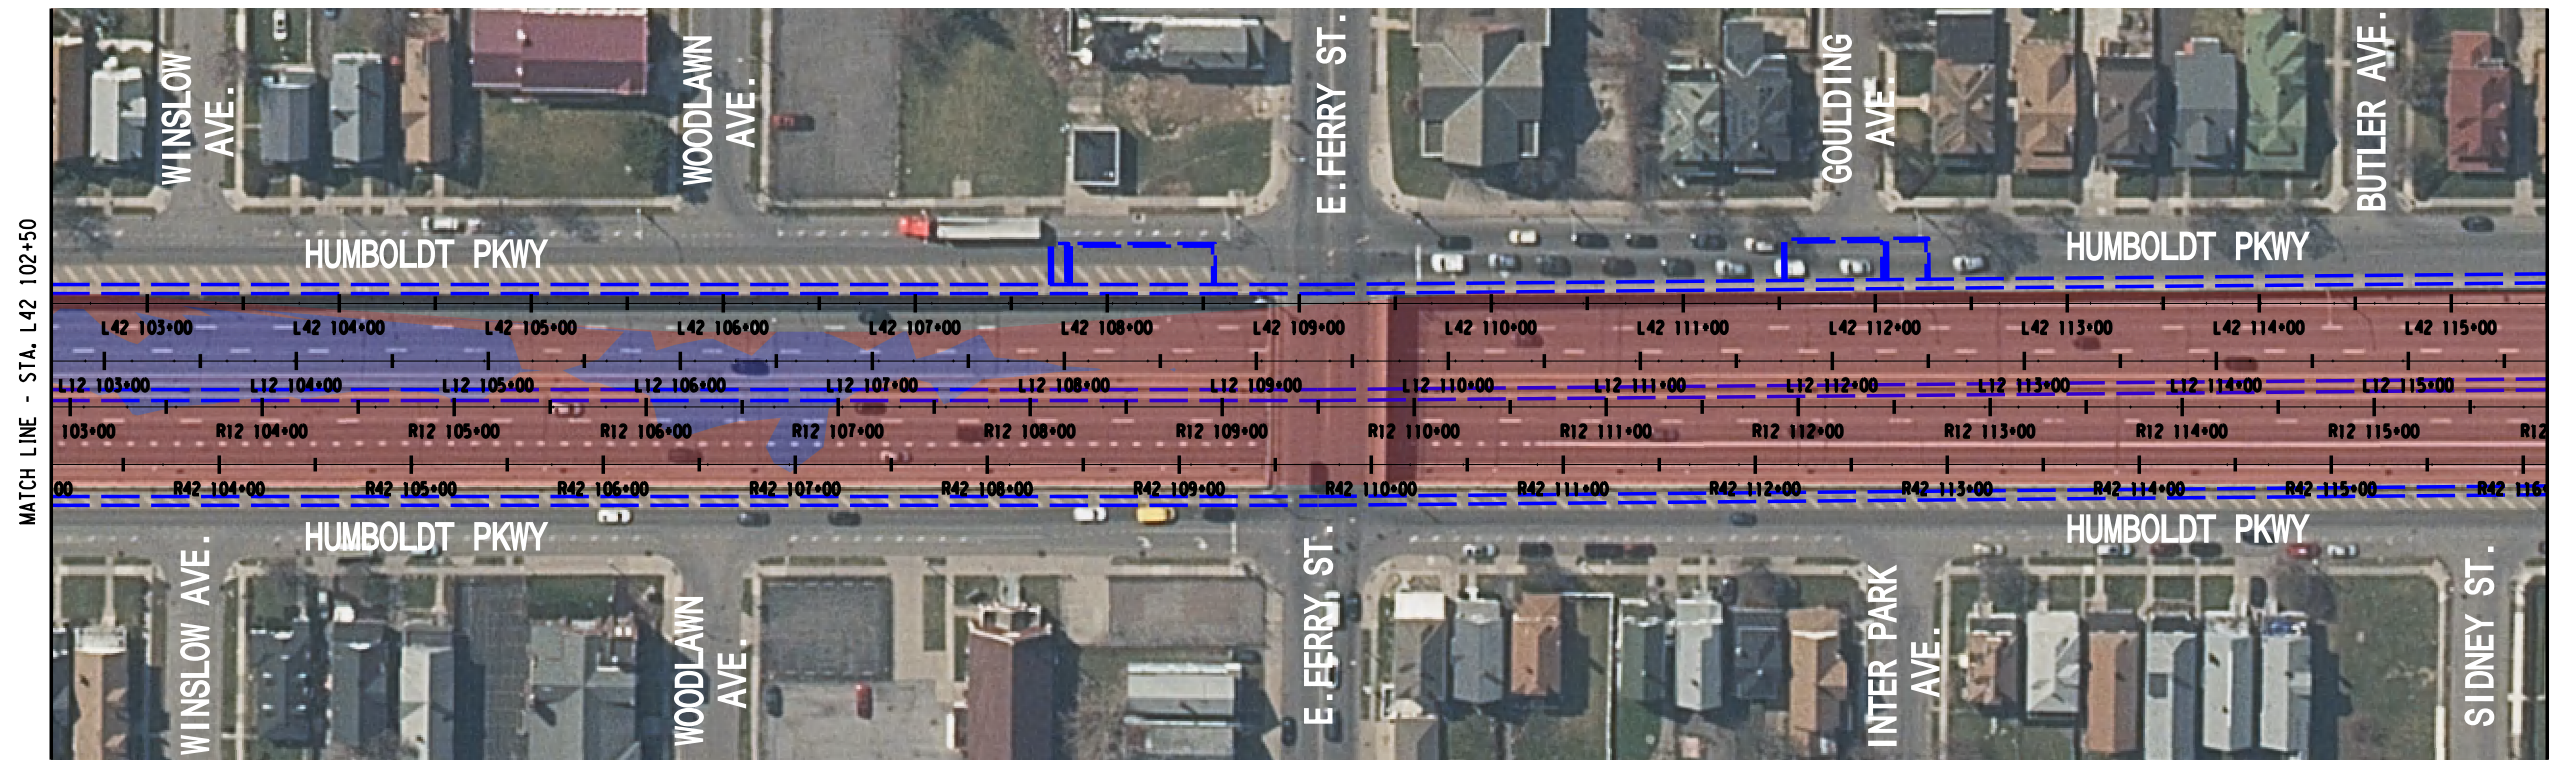 MATCH LINE - STA. L42 102+50
WINSLOW
AVE.
WOODLAWN
AVE.
E.FERRY ST.
GOULDING
AVE.
BUTLER AVE.
HUMBOLDT PKWY
HUMBOLDT PKWY
L42 103+00
L42 104+00
L42 105+00
L42 106+00
L42 107+00
L42 108+00
L42 109+00
L42 110+00
L42 111+00
L42 112+00
L42 113+00
L42 114+00
L42 115+00
L12 103+00
L12 104+00
L12 105+00
L12 106+00
L12 107+00
L12 108+00
L12 109+00
L12 110+00
L12 111+00
L12 112+00
L12 113+00
L12 114+00
L12 115+00
103+00
R12 104+00
R12 105+00
R12 106+00
R12 107+00
R12 108+00
R12 109+00
R12 110+00
R12 111+00
R12 112+00
R12 113+00
R12 114+00
R12 115+00
R12
00
R42 104+00
R42 105+00
R42 106+00
R42 107+00
R42 108+00
R42 109+00
R42 110+00
R42 111+00
R42 112+00
R42 113+00
R42 114+00
R42 115+00
R42 116+
HUMBOLDT PKWY
HUMBOLDT PKWY
WINSLOW AVE.
WOODLAWN
AVE.
E.FERRY ST.
INTER PARK
AVE.
SIDNEY ST.